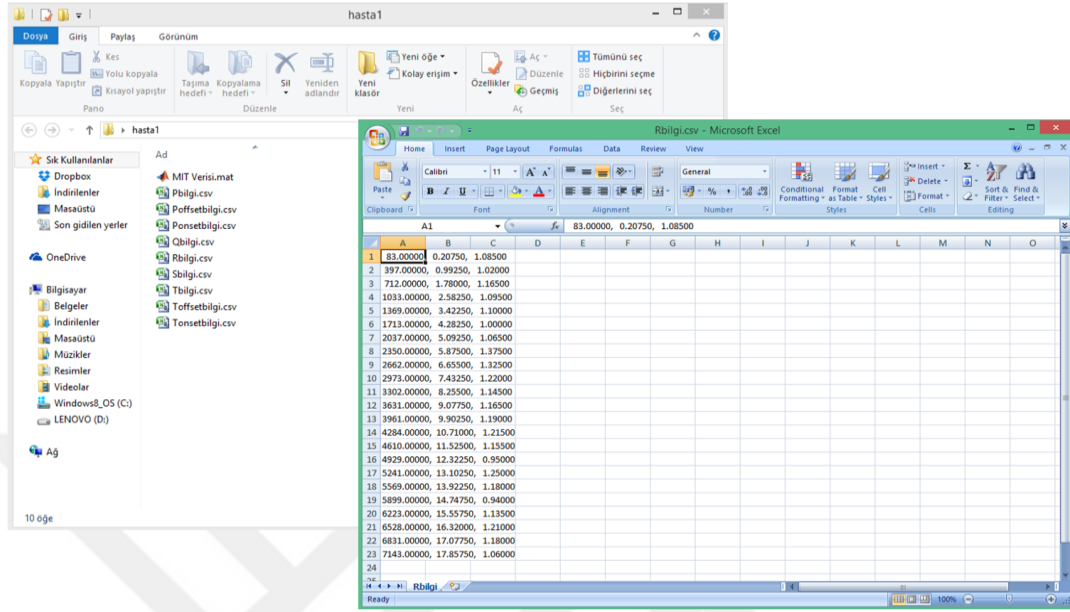 hasta1
Dosya Giriş Paylaş Görünüm
Kopyala Yapıştır Kes Yolu kopyala Kısayol yapıştır
Taşıma hedefi Kopyalama hedefi Sil Yeniden adlandır
Yeni klasör Yeni öğe Kolay erişim
Özellikler Aç Düzenle Geçmiş
Tümünü seç Hiçbirini seçme Diğerlerini seç
Pano Düzenle Yeni Aç Seç
hasta1
Sık Kullanılanlar
Dropbox
İndirilenler
Masaüstü
Son gidilen yerler
OneDrive
Bilgisayar
Belgeler
İndirilenler
Masaüstü
Müzikler
Resimler
Videolar
Windows8_OS (C:)
LENOVO (D:)
Ağ
10 öğe
Ad
MIT Verisi.mat
Pbilgi.csv
Poffsetbilgi.csv
Ponsetbilgi.csv
Qbilgi.csv
Rbilgi.csv
Sbilgi.csv
Tbilgi.csv
Toffsetbilgi.csv
Tonsetbilgi.csv
Rbilgi.csv - Microsoft Excel
Home Insert Page Layout Formulas Data Review View
Paste
Calibri 11
B I U
General
Conditional Formatting Format as Table Cell Styles
Insert
Delete
Format
Sort & Filter Find & Select
Clipboard Font Alignment Number Styles Cells Editing
A1 fx 83.00000, 0.20750, 1.08500
A B C D E F G H I J K L M N O
1 83.00000, 0.20750, 1.08500
2 397.00000, 0.99250, 1.02000
3 712.00000, 1.78000, 1.16500
4 1033.00000, 2.58250, 1.09500
5 1369.00000, 3.42250, 1.10000
6 1713.00000, 4.28250, 1.00000
7 2037.00000, 5.09250, 1.06500
8 2350.00000, 5.87500, 1.37500
9 2662.00000, 6.65500, 1.32500
10 2973.00000, 7.43250, 1.22000
11 3302.00000, 8.25500, 1.14500
12 3631.00000, 9.07750, 1.16500
13 3961.00000, 9.90250, 1.19000
14 4284.00000, 10.71000, 1.21500
15 4610.00000, 11.52500, 1.15500
16 4929.00000, 12.32250, 0.95000
17 5241.00000, 13.10250, 1.25000
18 5569.00000, 13.92250, 1.18000
19 5899.00000, 14.74750, 0.94000
20 6223.00000, 15.55750, 1.13500
21 6528.00000, 16.32000, 1.21000
22 6831.00000, 17.07750, 1.18000
23 7143.00000, 17.85750, 1.06000
24
Rbilgi
Ready 100%